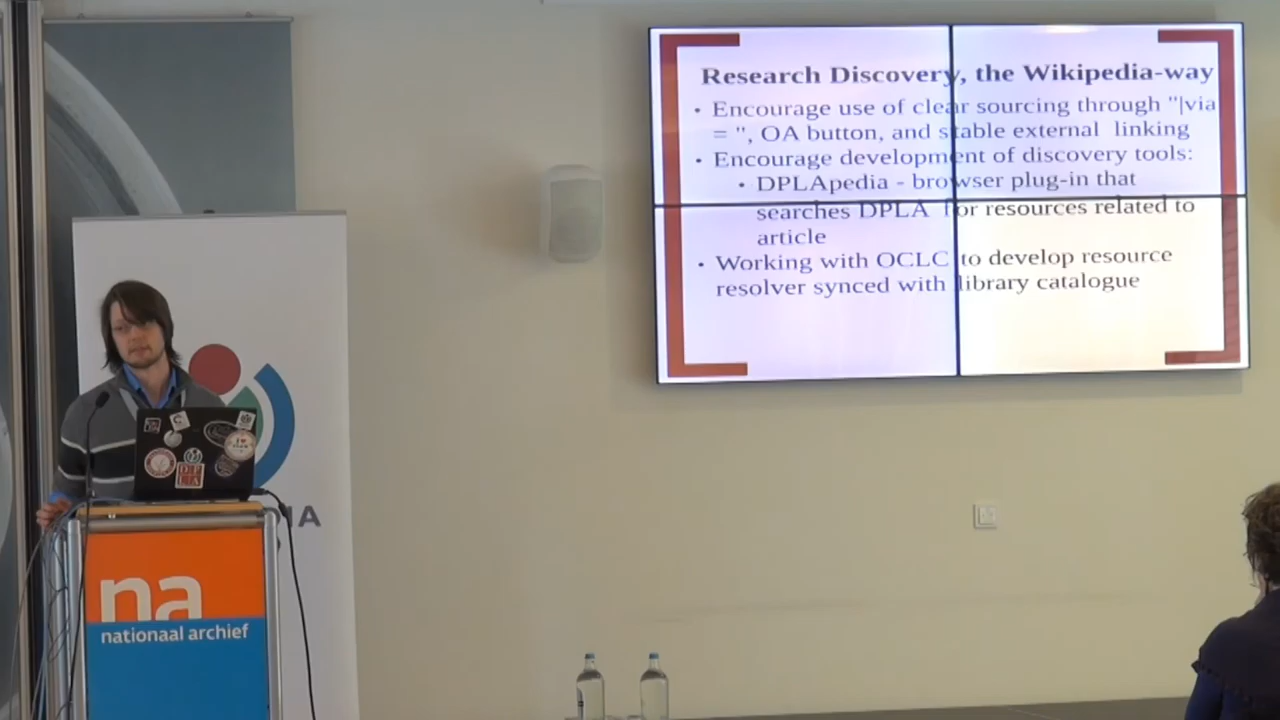 Research Discovery, the Wikipedia-way
• Encourage use of clear sourcing through "|via
= ", OA button, and stable external linking
• Encourage development of discovery tools:
• DPLApedia - browser plug-in that
searches DPLA for resources related to
article
• Working with OCLC to develop resource
resolver synced with library catalogue
IA
na
nationaal archief